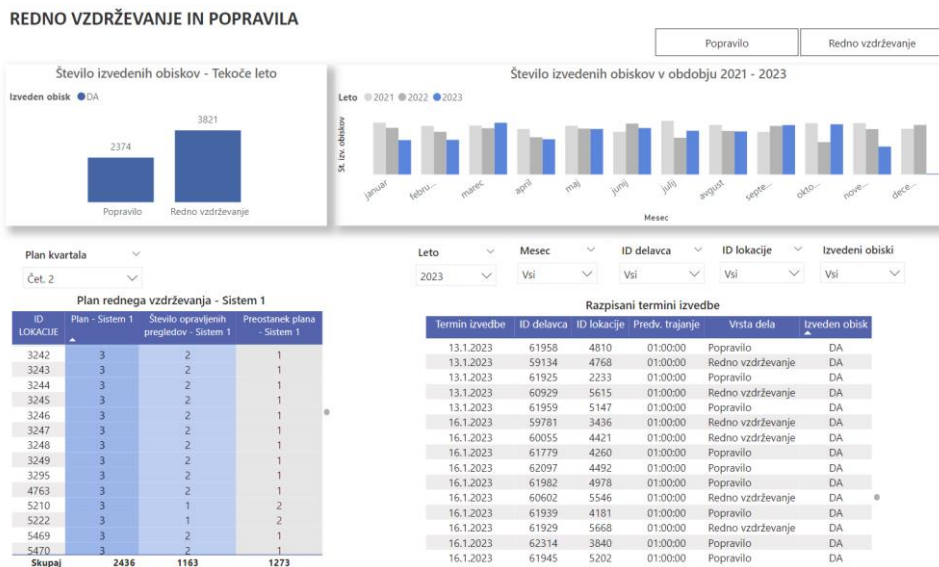 REDNO VZDRŽEVANJE IN POPRAVILA
Popravilo Redno vzdrževanje
Število izvedenih obiskov - Tekoče leto
Izveden obisk DA
3821
2374
Popravilo Redno vzdrževanje
Število izvedenih obiskov v obdobju 2021 - 2023
Leto 2021 2022 2023
Št. izv. obiskov
januar febru... marec april maj junij julij avgust septe... okto... nove... dece...
Mesec
Plan kvartala
Čet. 2
Plan rednega vzdrževanja - Sistem 1
ID LOKACIJE Plan - Sistem 1 Število opravljenih pregledov - Sistem 1 Preostanek plana - Sistem 1
3242 3 2 1
3243 3 2 1
3244 3 2 1
3245 3 2 1
3246 3 2 1
3247 3 2 1
3248 3 2 1
3249 3 2 1
3295 3 2 1
4763 3 2 1
5210 3 1 2
5222 3 1 2
5469 3 2 1
5470 3 2 1
Skupaj 2436 1163 1273
Leto Mesec ID delavca ID lokacije Izvedeni obiski
2023 Vsi Vsi Vsi Vsi
Razpisani termini izvedbe
Termin izvedbe ID delavca ID lokacije Predv. trajanje Vrsta dela Izveden obisk
13.1.2023 61958 4810 01:00:00 Popravilo DA
13.1.2023 59134 4768 01:00:00 Redno vzdrževanje DA
13.1.2023 61925 2233 01:00:00 Popravilo DA
13.1.2023 60929 5615 01:00:00 Redno vzdrževanje DA
13.1.2023 61959 5147 01:00:00 Popravilo DA
16.1.2023 59781 3436 01:00:00 Redno vzdrževanje DA
16.1.2023 60055 4421 01:00:00 Redno vzdrževanje DA
16.1.2023 61779 4260 01:00:00 Popravilo DA
16.1.2023 62097 4492 01:00:00 Popravilo DA
16.1.2023 61982 4978 01:00:00 Popravilo DA
16.1.2023 60602 5546 01:00:00 Redno vzdrževanje DA
16.1.2023 61939 4181 01:00:00 Popravilo DA
16.1.2023 61929 5668 01:00:00 Redno vzdrževanje DA
16.1.2023 62314 3840 01:00:00 Popravilo DA
16.1.2023 61945 5202 01:00:00 Popravilo DA